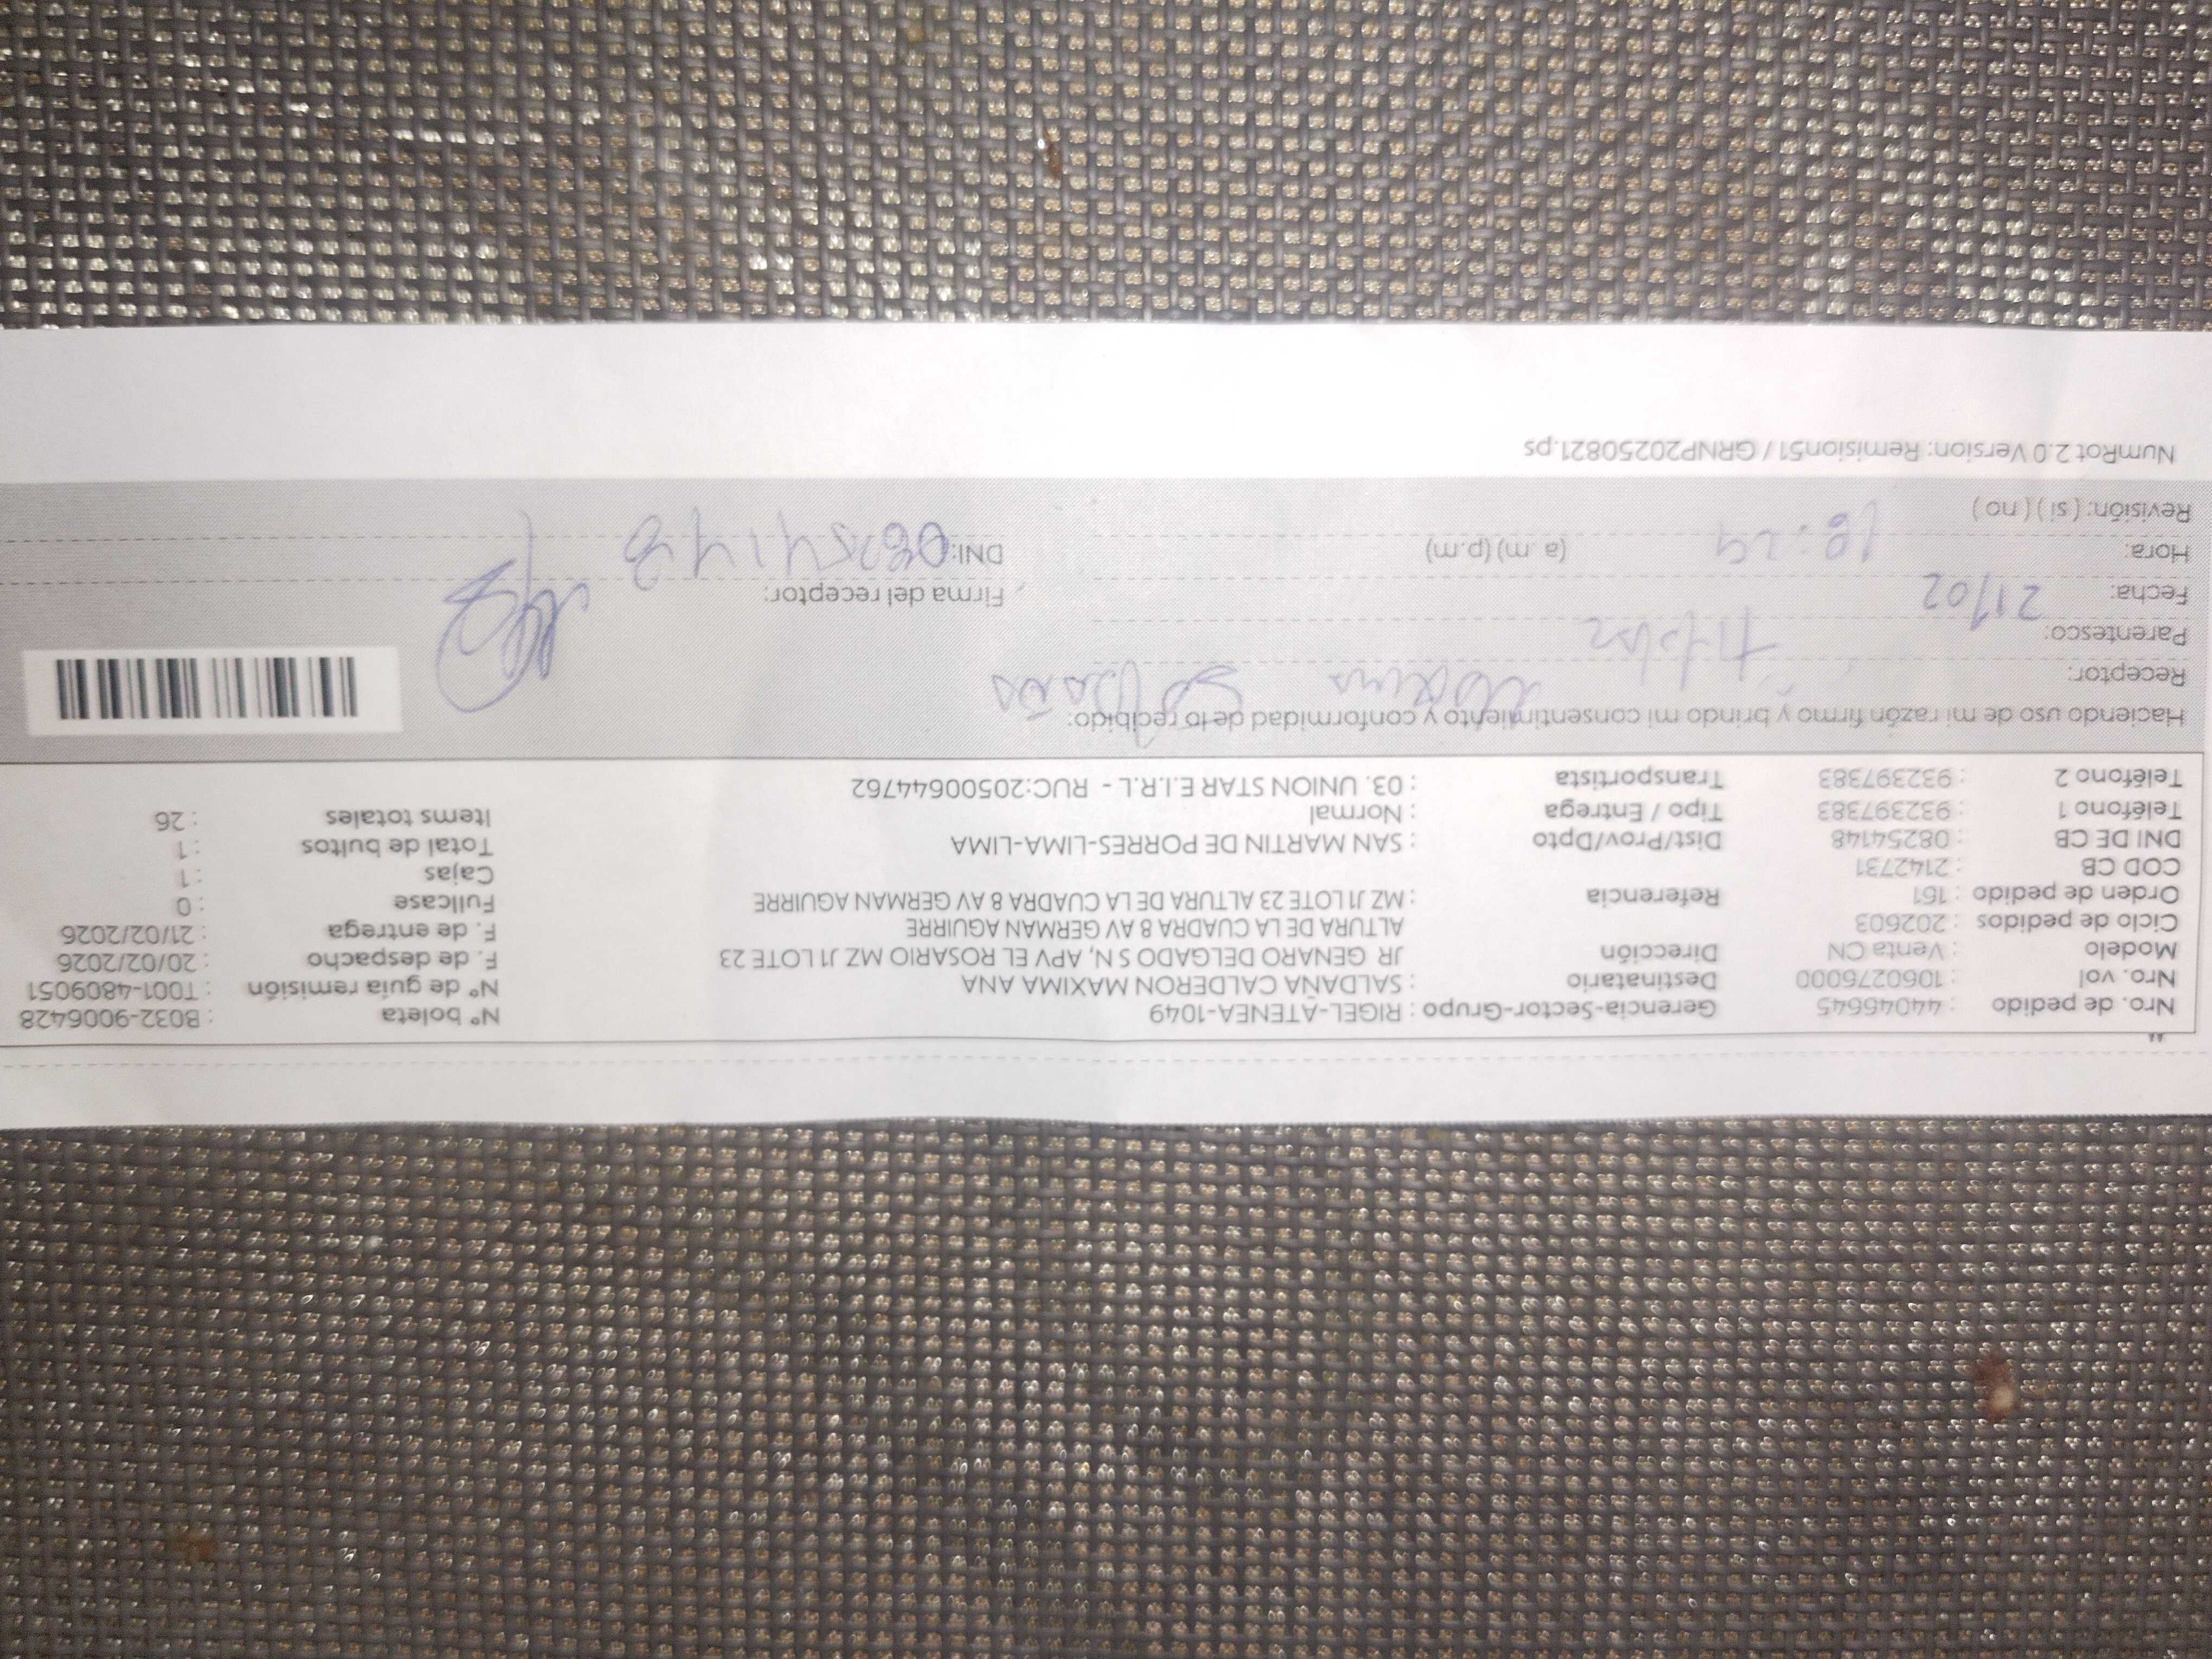 Nro. de pedido : 44046645 Gerencia-Sector-Grupo : RIGEL-ATENEA-1049 N° boleta : B032-9006428
Nro. vol : 1060276000 Destinatario : SALDAÑA CALDERON MAXIMA ANA N° de guia remisión : T001-4809051
Modelo : Venta CN Dirección JR GENARO DELGADO S N, APV EL ROSARIO MZ J1 LOTE 23 F. de despacho : 20/02/2026
Ciclo de pedidos : 202603 ALTURA DE LA CUADRA 8 AV GERMAN AGUIRRE F. de entrega : 21/02/2026
Orden de pedido : 161 Referencia : MZ J1 LOTE 23 ALTURA DE LA CUADRA 8 AV GERMAN AGUIRRE Fullcase : 0
COD CB : 2142731 Cajas : 1
DNI DE CB : 08254148 Dist/Prov/Dpto : SAN MARTIN DE PORRES-LIMA-LIMA Total de bultos : 1
Teléfono 1 : 932397383 Tipo / Entrega : Normal Items totales : 26
Teléfono 2 : 932397383 Transportista : 03. UNION STAR E.I.R.L - RUC:20500644762
Haciendo uso de mi razón firmo y brindo mi consentimiento y conformidad de lo recibido:
Receptor: Maxima Saldaña
Parentesco: Titular
Fecha: 21/02 Firma del receptor:
Hora: (a.m) (p.m) DNI: 08254148
Revisión: ( si ) ( no )
NumRot 2.0 Version: Remision51 / GRNP20250821.ps